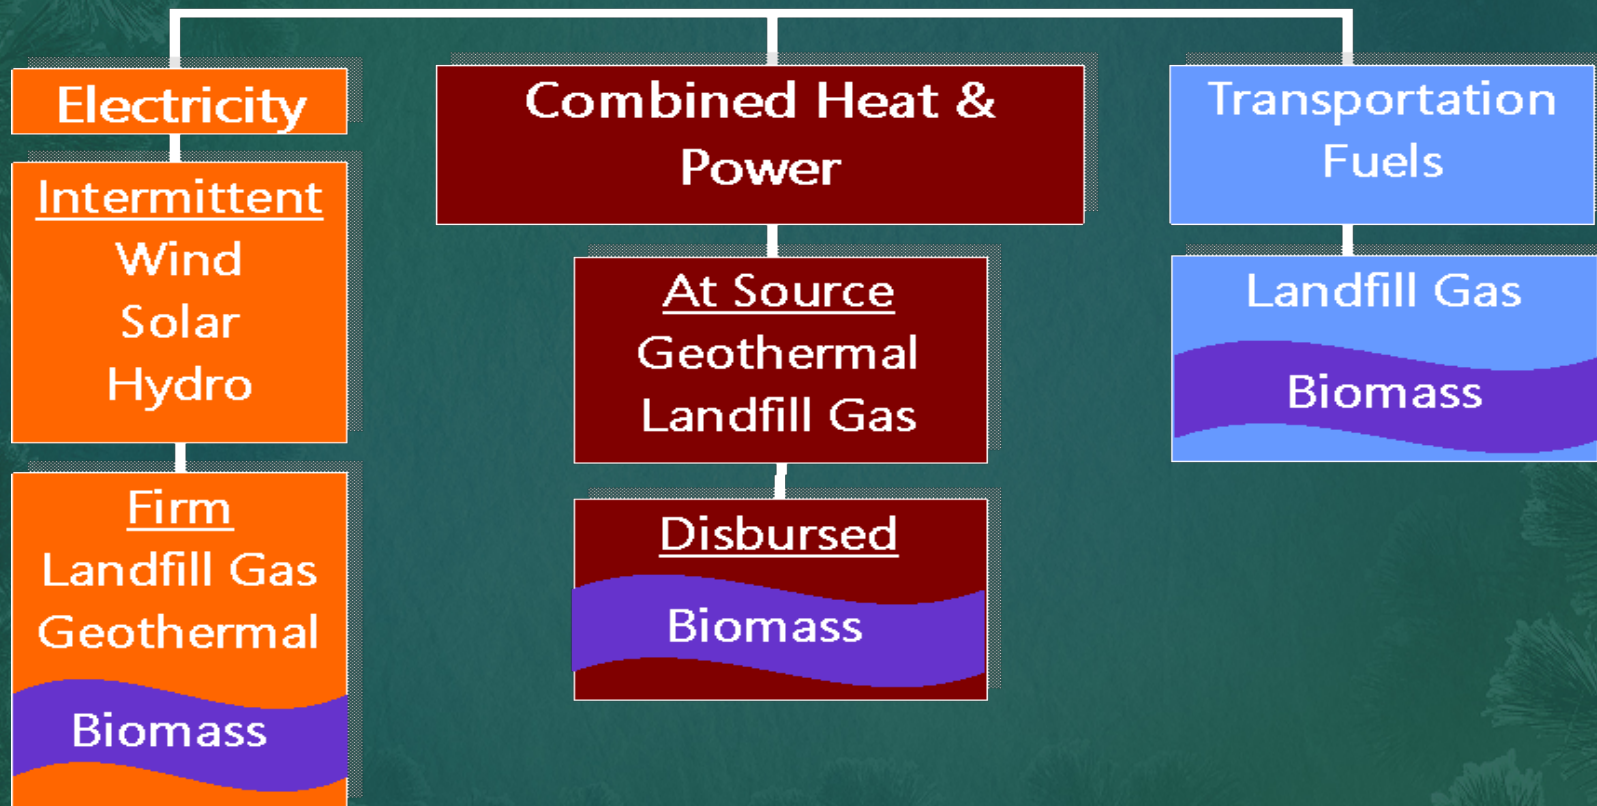 Electricity
Intermittent
Wind
Solar
Hydro
Firm
Landfill Gas
Geothermal
Biomass
Combined Heat &
Power
At Source
Geothermal
Landfill Gas
Disbursed
Biomass
Transportation
Fuels
Landfill Gas
Biomass